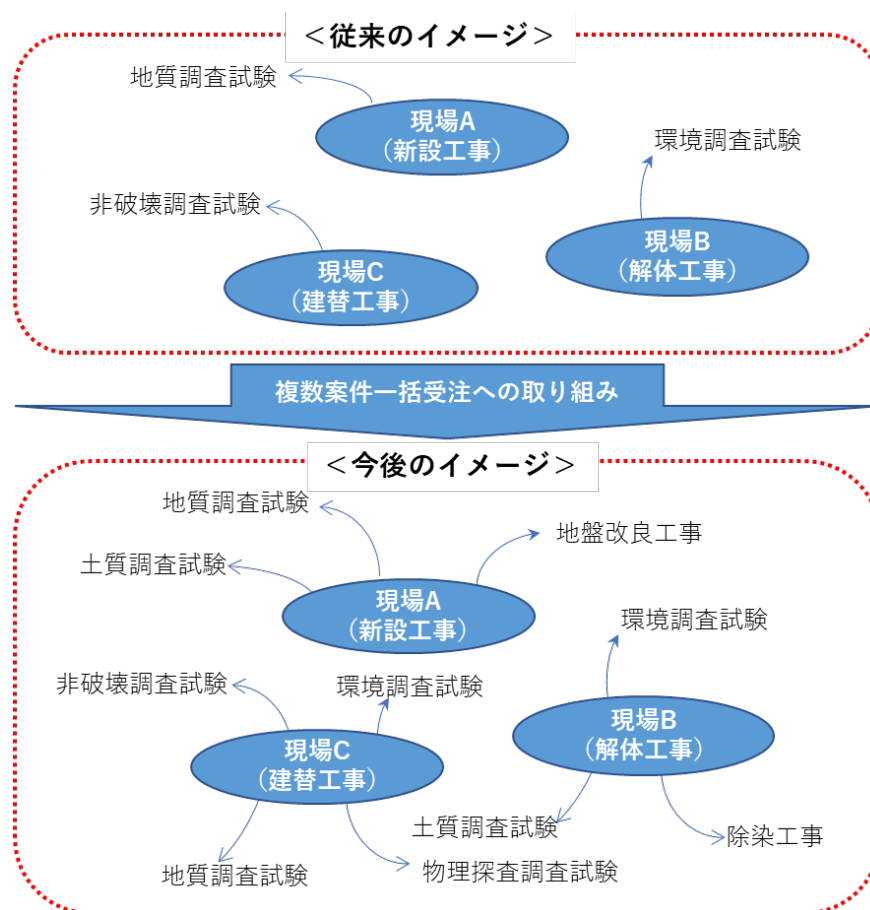 ＜従来のイメージ＞
地質調査試験
現場A
（新設工事）
環境調査試験
非破壊調査試験
現場B
（解体工事）
現場C
（建替工事）
複数案件一括受注への取り組み
＜今後のイメージ＞
地質調査試験
地盤改良工事
土質調査試験
現場A
（新設工事）
環境調査試験
非破壊調査試験
環境調査試験
現場B
（解体工事）
現場C
（建替工事）
土質調査試験
除染工事
地質調査試験
物理探査調査試験